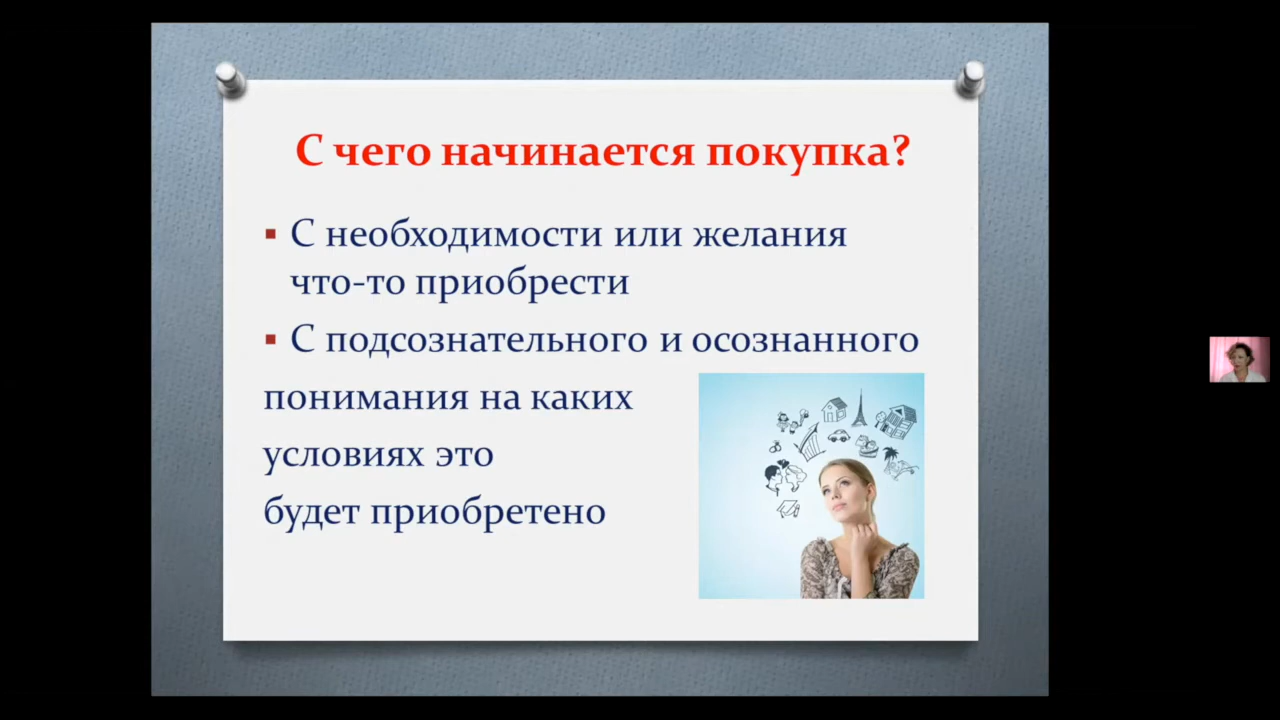 С чего начинается покупка?
▪ С необходимости или желания
что-то приобрести
▪ С подсознательного и осознанного
понимания на каких
условиях это
будет приобретено